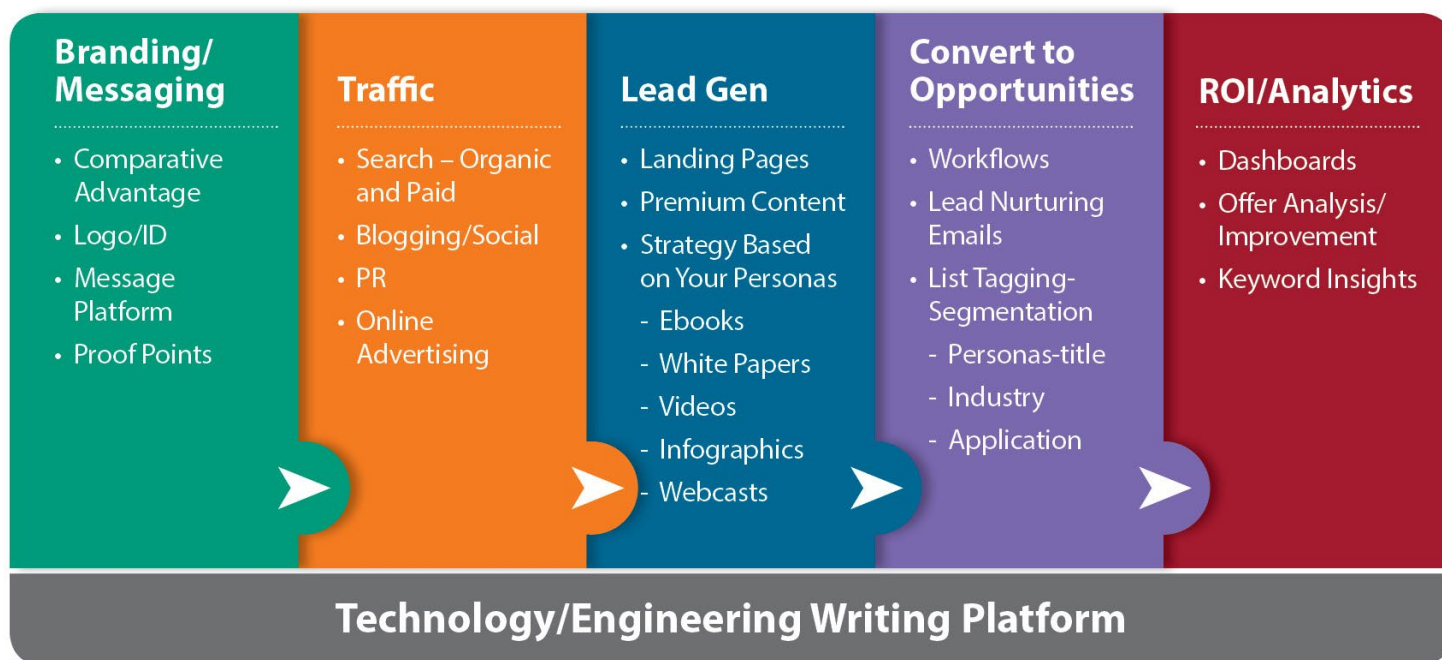 Branding/
Messaging
• Comparative
Advantage
• Logo/ID
• Message
Platform
• Proof Points
Traffic
• Search – Organic
and Paid
• Blogging/Social
• PR
• Online
Advertising
Lead Gen
• Landing Pages
• Premium Content
• Strategy Based
on Your Personas
- Ebooks
- White Papers
- Videos
- Infographics
- Webcasts
Convert to
Opportunities
• Workflows
• Lead Nurturing
Emails
• List Tagging-
Segmentation
- Personas-title
- Industry
- Application
ROI/Analytics
• Dashboards
• Offer Analysis/
Improvement
• Keyword Insights
Technology/Engineering Writing Platform